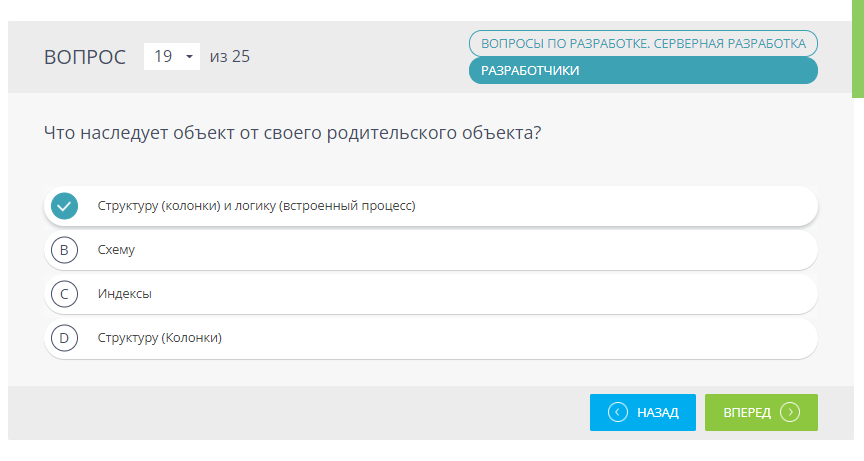 ВОПРОС 19 из 25
ВОПРОСЫ ПО РАЗРАБОТКЕ. СЕРВЕРНАЯ РАЗРАБОТКА
РАЗРАБОТЧИКИ
Что наследует объект от своего родительского объекта?
Структуру (колонки) и логику (встроенный процесс)
B Схему
C Индексы
D Структуру (Колонки)
НАЗАД ВПЕРЕД